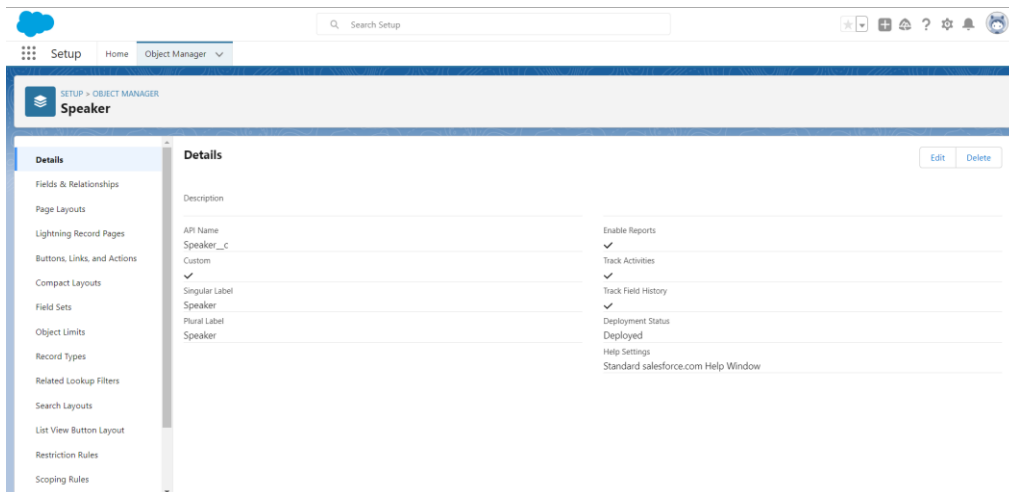 Search Setup
Setup
Home
Object Manager
SETUP > OBJECT MANAGER
Speaker
Details
Fields & Relationships
Page Layouts
Lightning Record Pages
Buttons, Links, and Actions
Compact Layouts
Field Sets
Object Limits
Record Types
Related Lookup Filters
Search Layouts
List View Button Layout
Restriction Rules
Scoping Rules
Details
Edit
Delete
Description
API Name
Speaker__c
Custom
Singular Label
Speaker
Plural Label
Speaker
Enable Reports
Track Activities
Track Field History
Deployment Status
Deployed
Help Settings
Standard salesforce.com Help Window